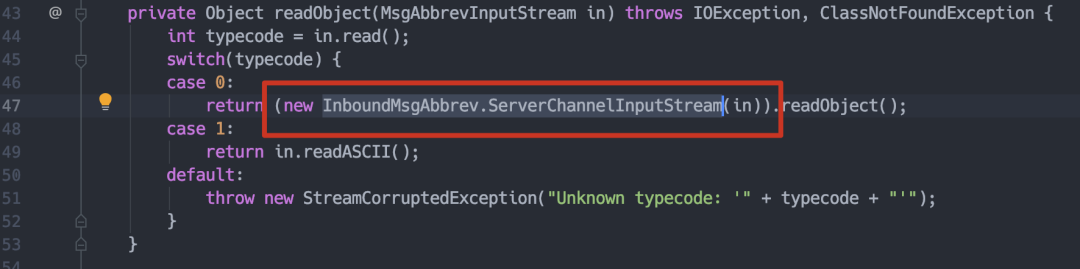 43 @ private Object readObject(MsgAbbrevInputStream in) throws IOException, ClassNotFoundException {
44 int typecode = in.read();
45 switch(typecode) {
46 case 0:
47 return (new InboundMsgAbbrev.ServerChannelInputStream(in)).readObject();
48 case 1:
49 return in.readASCII();
50 default:
51 throw new StreamCorruptedException("Unknown typecode: '" + typecode + "'");
52 }
53 }
54